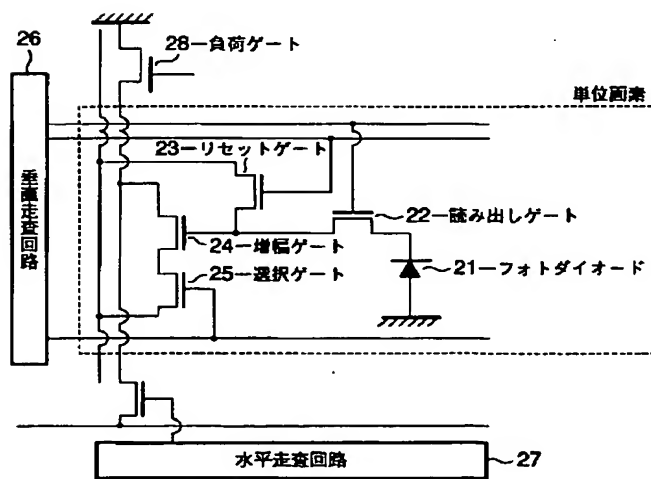 26
28—負荷ゲート
単位画素
23—リセットゲート
垂直走査回路
22—読み出しゲート
24—増幅ゲート
25—選択ゲート
21—フォトダイオード
水平走査回路
27